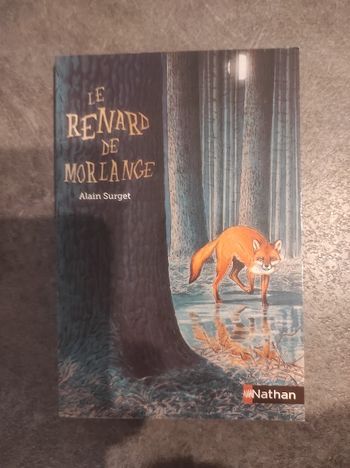 LE
RENARD
DE
MORLANGE
Alain Surget
Nathan